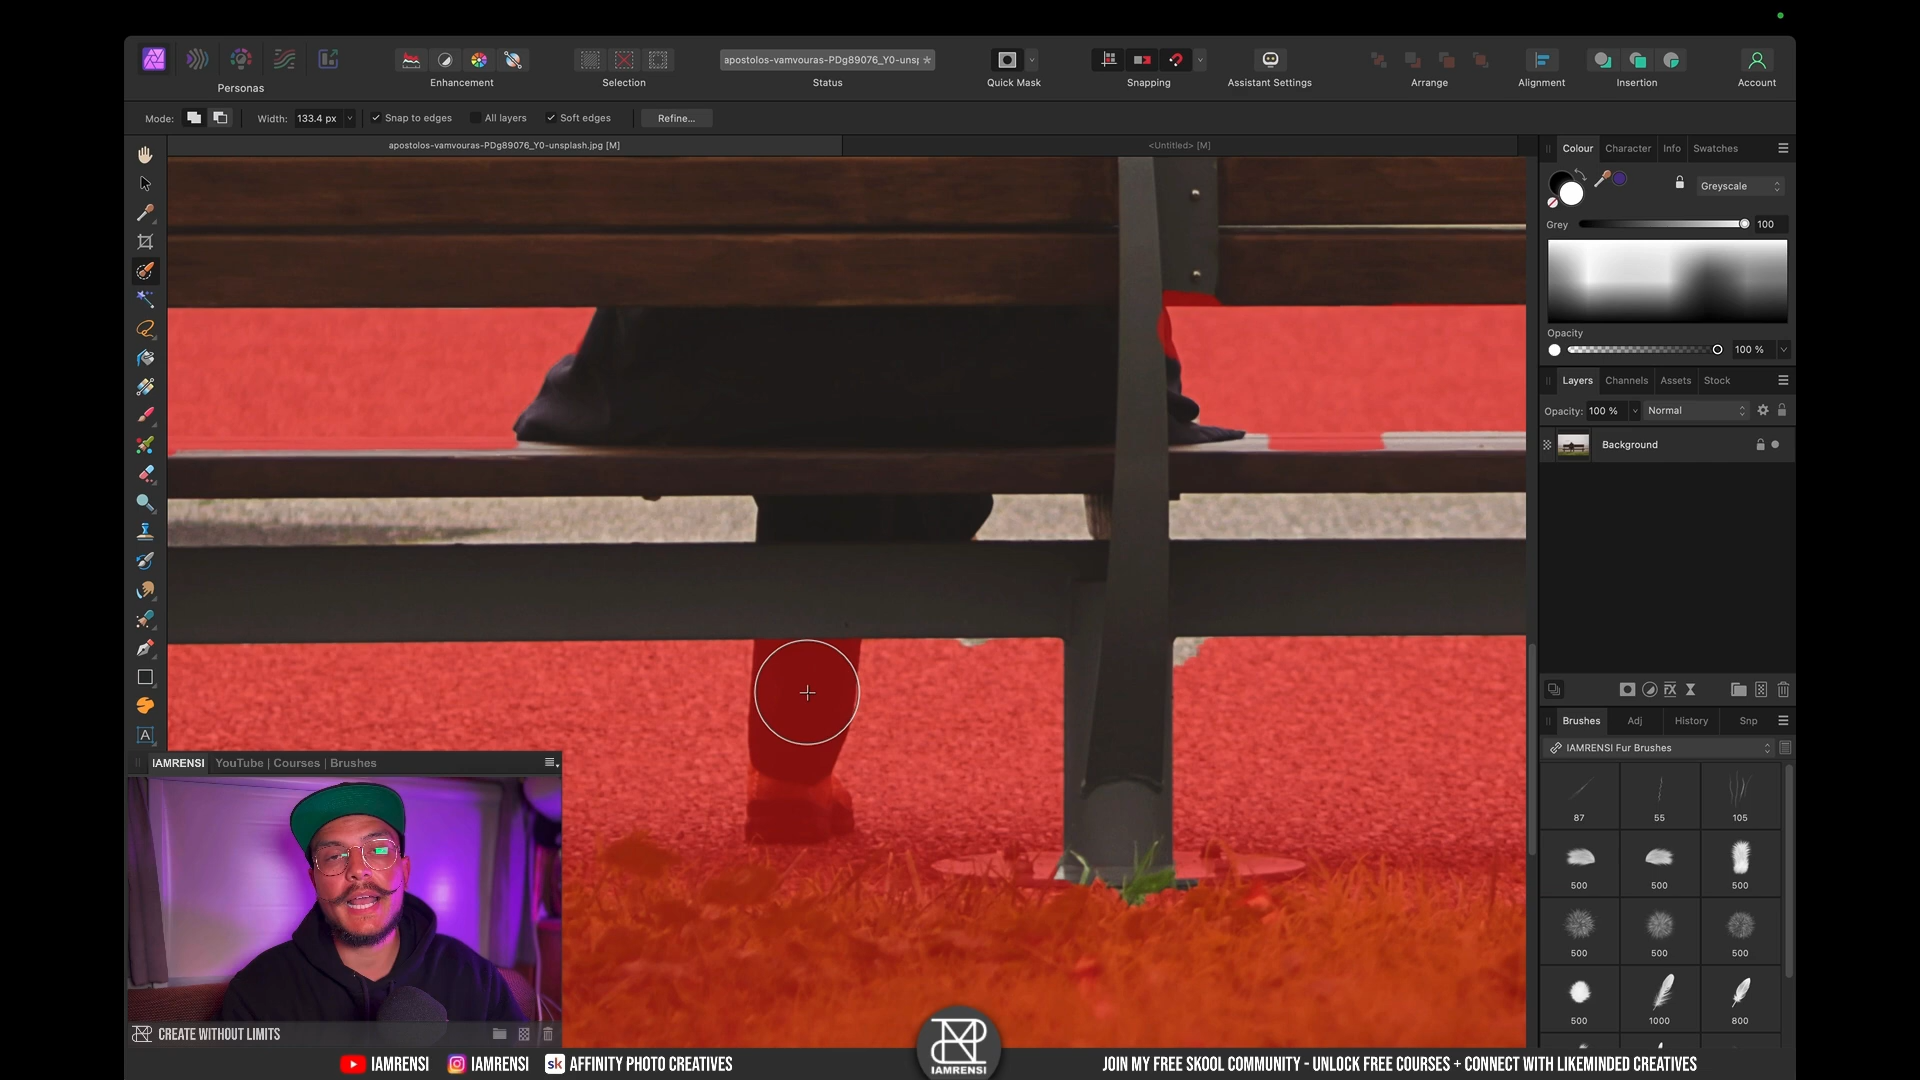 Personas
Enhancement
Selection
apostolos-vamvouras-PDg89076_Y0-unsp
Status
Quick Mask
Snapping
Assistant Settings
Arrange
Alignment
Insertion
Account
Mode:
Width: 133.4 px
Snap to edges
All layers
Soft edges
Refine...
apostolos-vamvouras-PDg89076_Y0-unsplash.jpg [M]
<Untitled> [M]
Colour Character Info Swatches
Greyscale
Grey 100
Opacity
100 %
Layers Channels Assets Stock
Opacity: 100 % Normal
Background
Brushes Adj History Snp
IAMRENSI Fur Brushes
87 55 105
500 500 500
500 500 500
500 1000 800
A
IAMRENSI YouTube | Courses | Brushes
CREATE WITHOUT LIMITS
IAMRENSI IAMRENSI sk AFFINITY PHOTO CREATIVES
IAMRENSI
JOIN MY FREE SKOOL COMMUNITY - UNLOCK FREE COURSES + CONNECT WITH LIKEMINDED CREATIVES